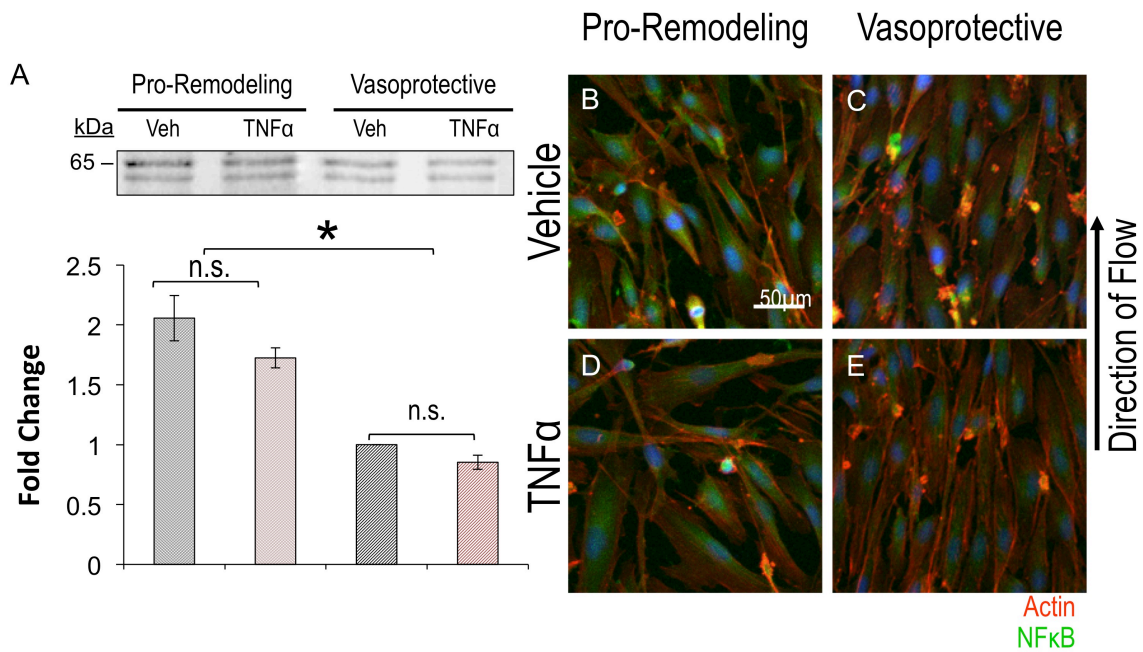 A
Pro-Remodeling Vasoprotective
kDa Veh TNFα Veh TNFα
65
*
n.s.
n.s.
2.5
2
1.5
1
0.5
0
Fold Change
Pro-Remodeling Vasoprotective
Vehicle
TNFα
B
C
50µm
D
E
Direction of Flow
Actin
NFκB